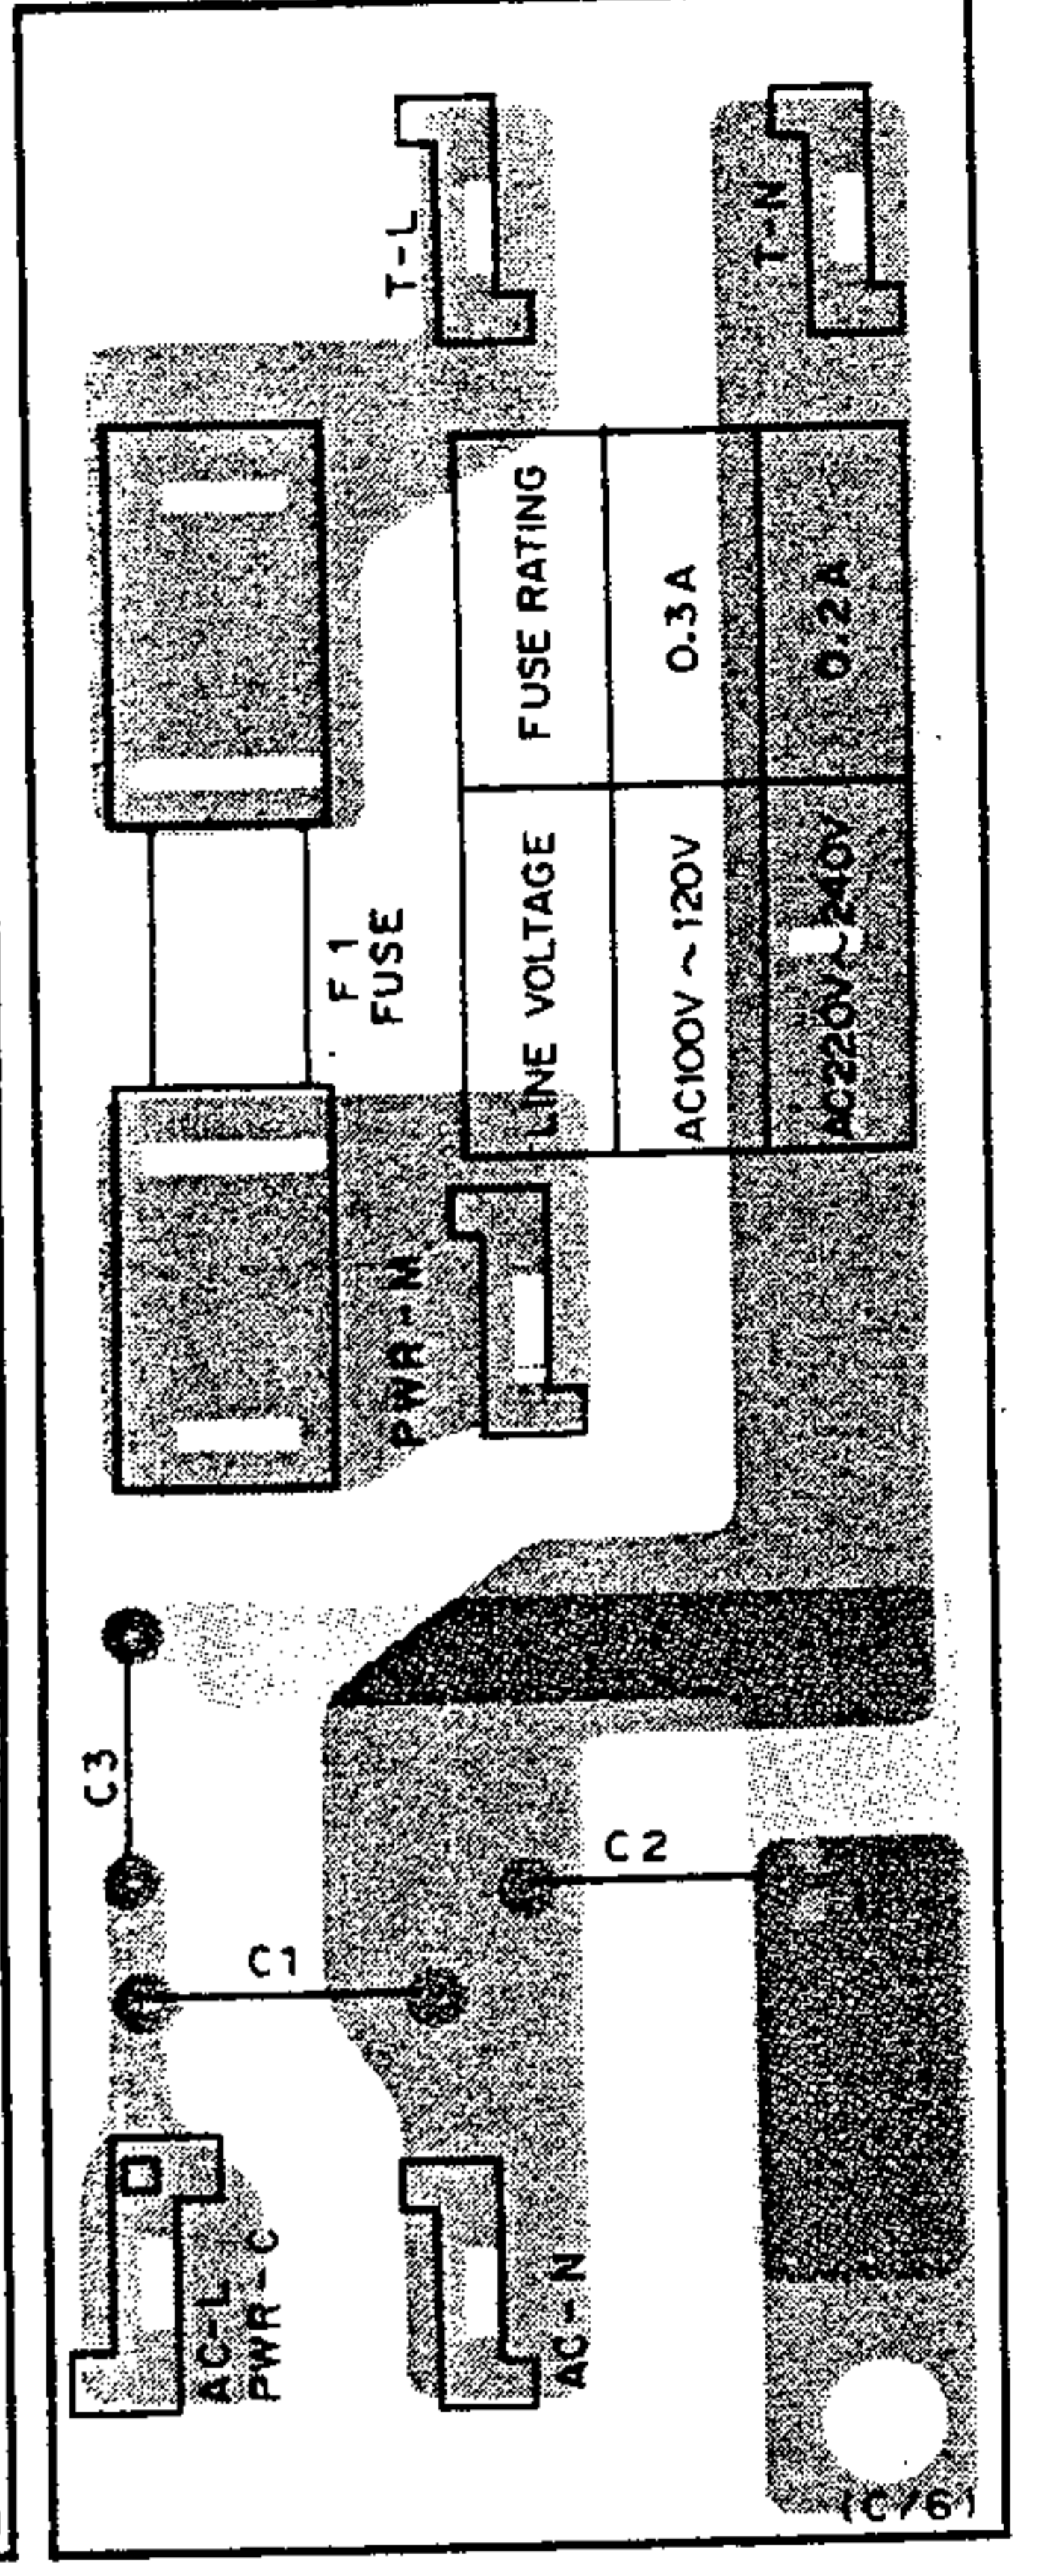 T-L
T-N
FUSE RATING
0.3A
0.2A
LINE VOLTAGE
AC100V ~ 120V
AC220V ~ 240V
F1
FUSE
PWR-M
C3
C2
C1
AC-L
PWR-C
AC-N
(C/6)